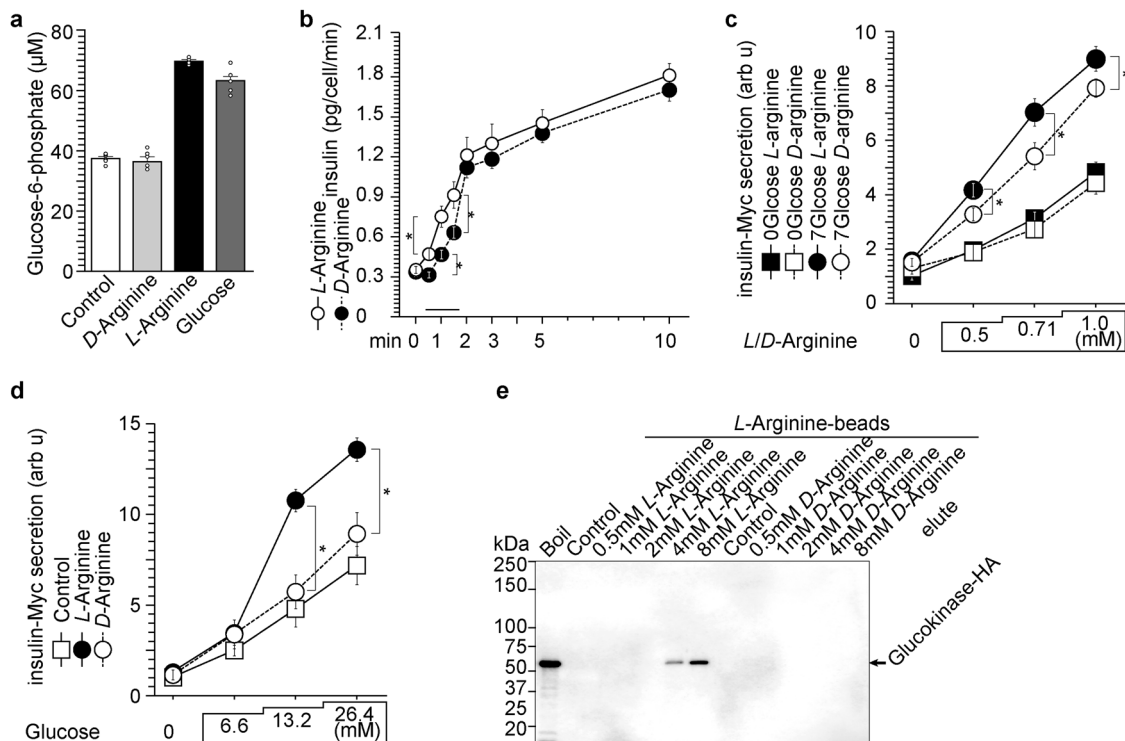 a
Glucose-6-phosphate (µM)
80
60
40
20
0
Control
D-Arginine
L-Arginine
Glucose
b
insulin (pg/cell/min)
L-Arginine
D-Arginine
2.1
1.8
1.5
1.2
0.9
0.6
0.3
0
min 0 1 2 3 5 10
*
*
*
c
insulin-Myc secretion (arb u)
0Glcose L-arginine
0Glcose D-arginine
7Glcose L-arginine
7Glcose D-arginine
10
8
6
4
2
0
*
*
*
L/D-Arginine 0 0.5 0.71 1.0
(mM)
d
insulin-Myc secretion (arb u)
Control
L-Arginine
D-Arginine
15
10
5
0
*
*
Glucose 0 6.6 13.2 26.4
(mM)
e
L-Arginine-beads
Boil
Control
0.5mM L-Arginine
1mM L-Arginine
2mM L-Arginine
4mM L-Arginine
8mM L-Arginine
Control
0.5mM D-Arginine
1mM D-Arginine
2mM D-Arginine
4mM D-Arginine
8mM D-Arginine
elute
kDa
250
150
100
75
50
37
25
20
Glucokinase-HA